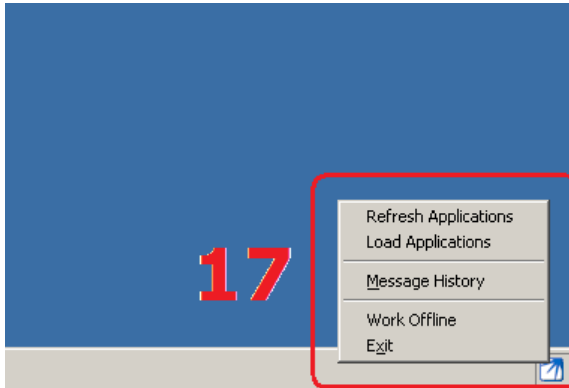 17
Refresh Applications
Load Applications
Message History
Work Offline
Exit